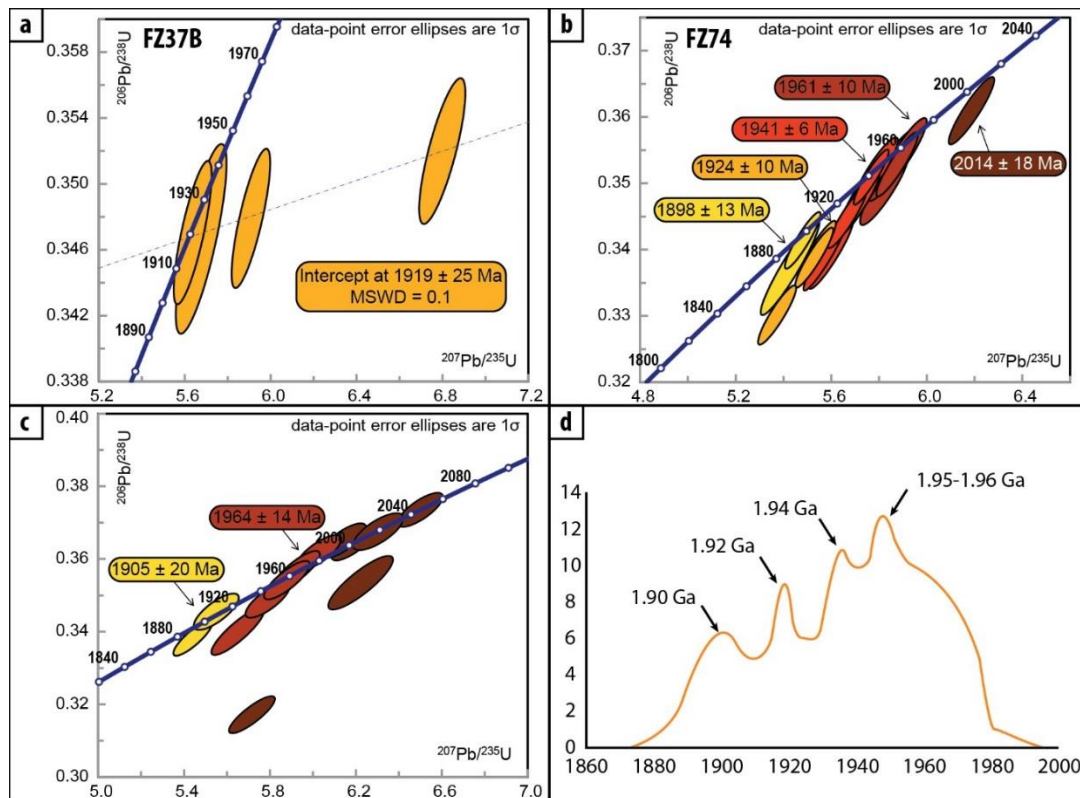 a
FZ37B
data-point error ellipses are 1σ
206Pb/238U
0.358
0.354
0.350
0.346
0.342
0.338
1970
1950
1930
1910
1890
Intercept at 1919 ± 25 Ma
MSWD = 0.1
207Pb/235U
5.2
5.6
6.0
6.4
6.8
7.2
b
FZ74
data-point error ellipses are 1σ
206Pb/238U
0.37
0.36
0.35
0.34
0.33
0.32
2040
2000
1960
1920
1880
1840
1800
1961 ± 10 Ma
1941 ± 6 Ma
1924 ± 10 Ma
1898 ± 13 Ma
2014 ± 18 Ma
207Pb/235U
4.8
5.2
5.6
6.0
6.4
c
data-point error ellipses are 1σ
206Pb/238U
0.40
0.38
0.36
0.34
0.32
0.30
2080
2040
2000
1960
1920
1880
1840
1964 ± 14 Ma
1905 ± 20 Ma
207Pb/235U
5.0
5.4
5.8
6.2
6.6
7.0
d
14
12
10
8
6
4
2
0
1.90 Ga
1.92 Ga
1.94 Ga
1.95-1.96 Ga
1860 1880 1900 1920 1940 1960 1980 2000